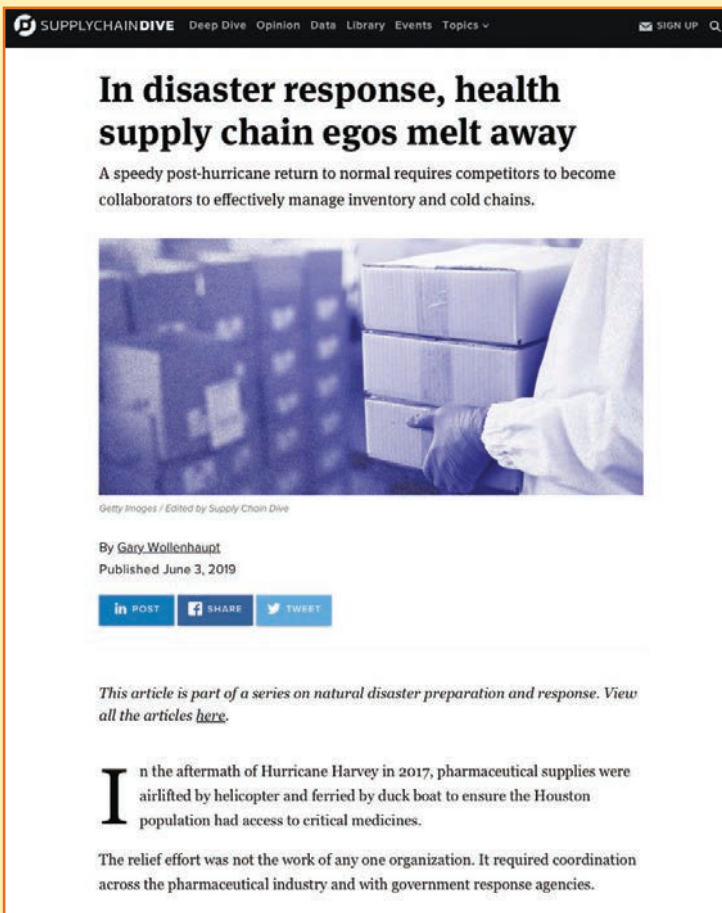 SUPPLYCHAINDIVE Deep Dive Opinion Data Library Events Topics SIGN UP
In disaster response, health
supply chain egos melt away
A speedy post-hurricane return to normal requires competitors to become
collaborators to effectively manage inventory and cold chains.
Getty Images / Edited by Supply Chain Dive
By Gary Wollenhaupt
Published June 3, 2019
in POST f SHARE TWEET
This article is part of a series on natural disaster preparation and response. View
all the articles here.
In the aftermath of Hurricane Harvey in 2017, pharmaceutical supplies were
airlifted by helicopter and ferried by duck boat to ensure the Houston
population had access to critical medicines.
The relief effort was not the work of any one organization. It required coordination
across the pharmaceutical industry and with government response agencies.